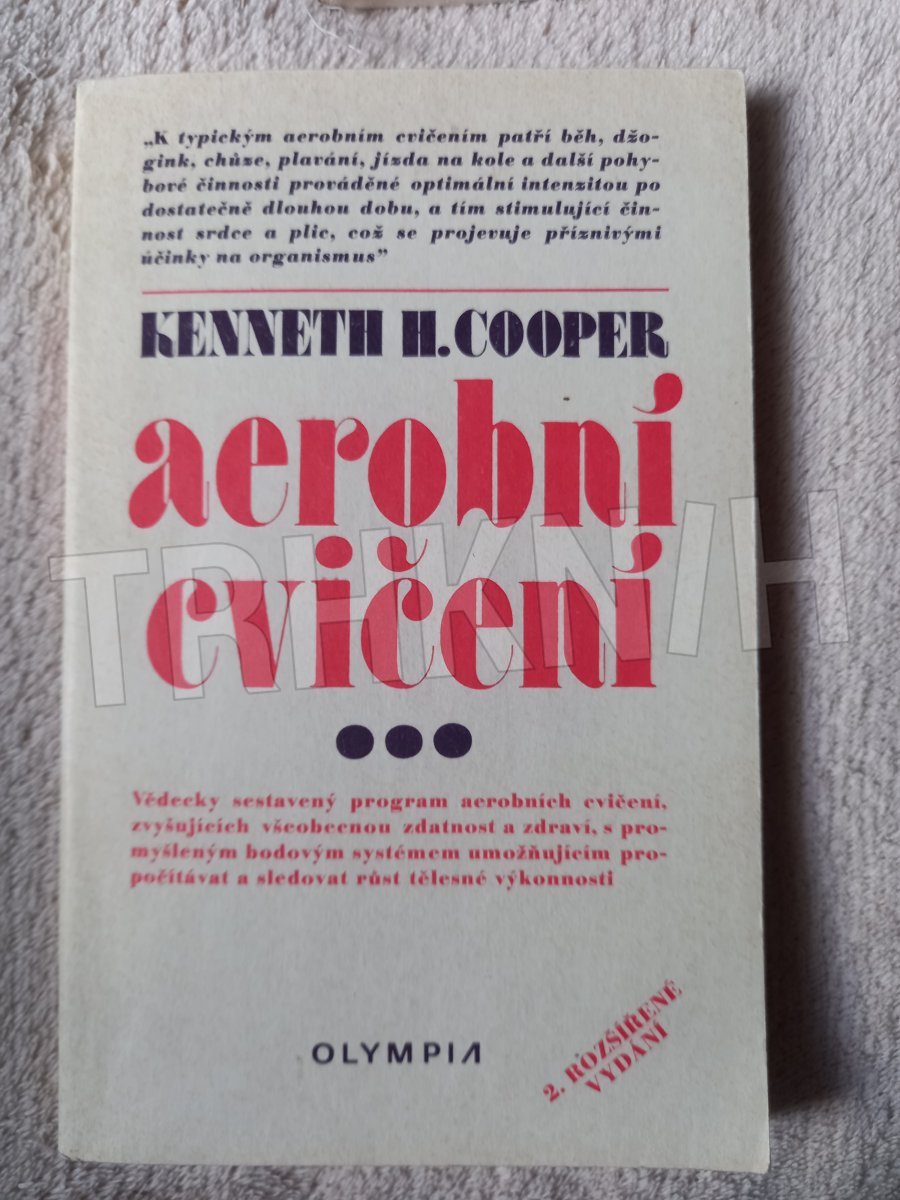 „K typickým aerobním cvičením patří běh, džo-
gink, chůze, plavání, jízda na kole a další pohy-
bové činnosti prováděné optimální intenzitou po
dostatečně dlouhou dobu, a tím stimulující čin-
nost srdce a plic, což se projevuje příznivými
účinky na organismus”
KENNETH H. COOPER
aerobní
cvičení
TRHKNIH
Vědecky sestavený program aerobních cvičení,
zvyšujících všeobecnou zdatnost a zdraví, s pro-
myšleným bodovým systémem umožňujícím pro-
počítávat a sledovat růst tělesné výkonnosti
2. ROZŠÍŘENÉ
VYDÁNÍ
OLYMPIA